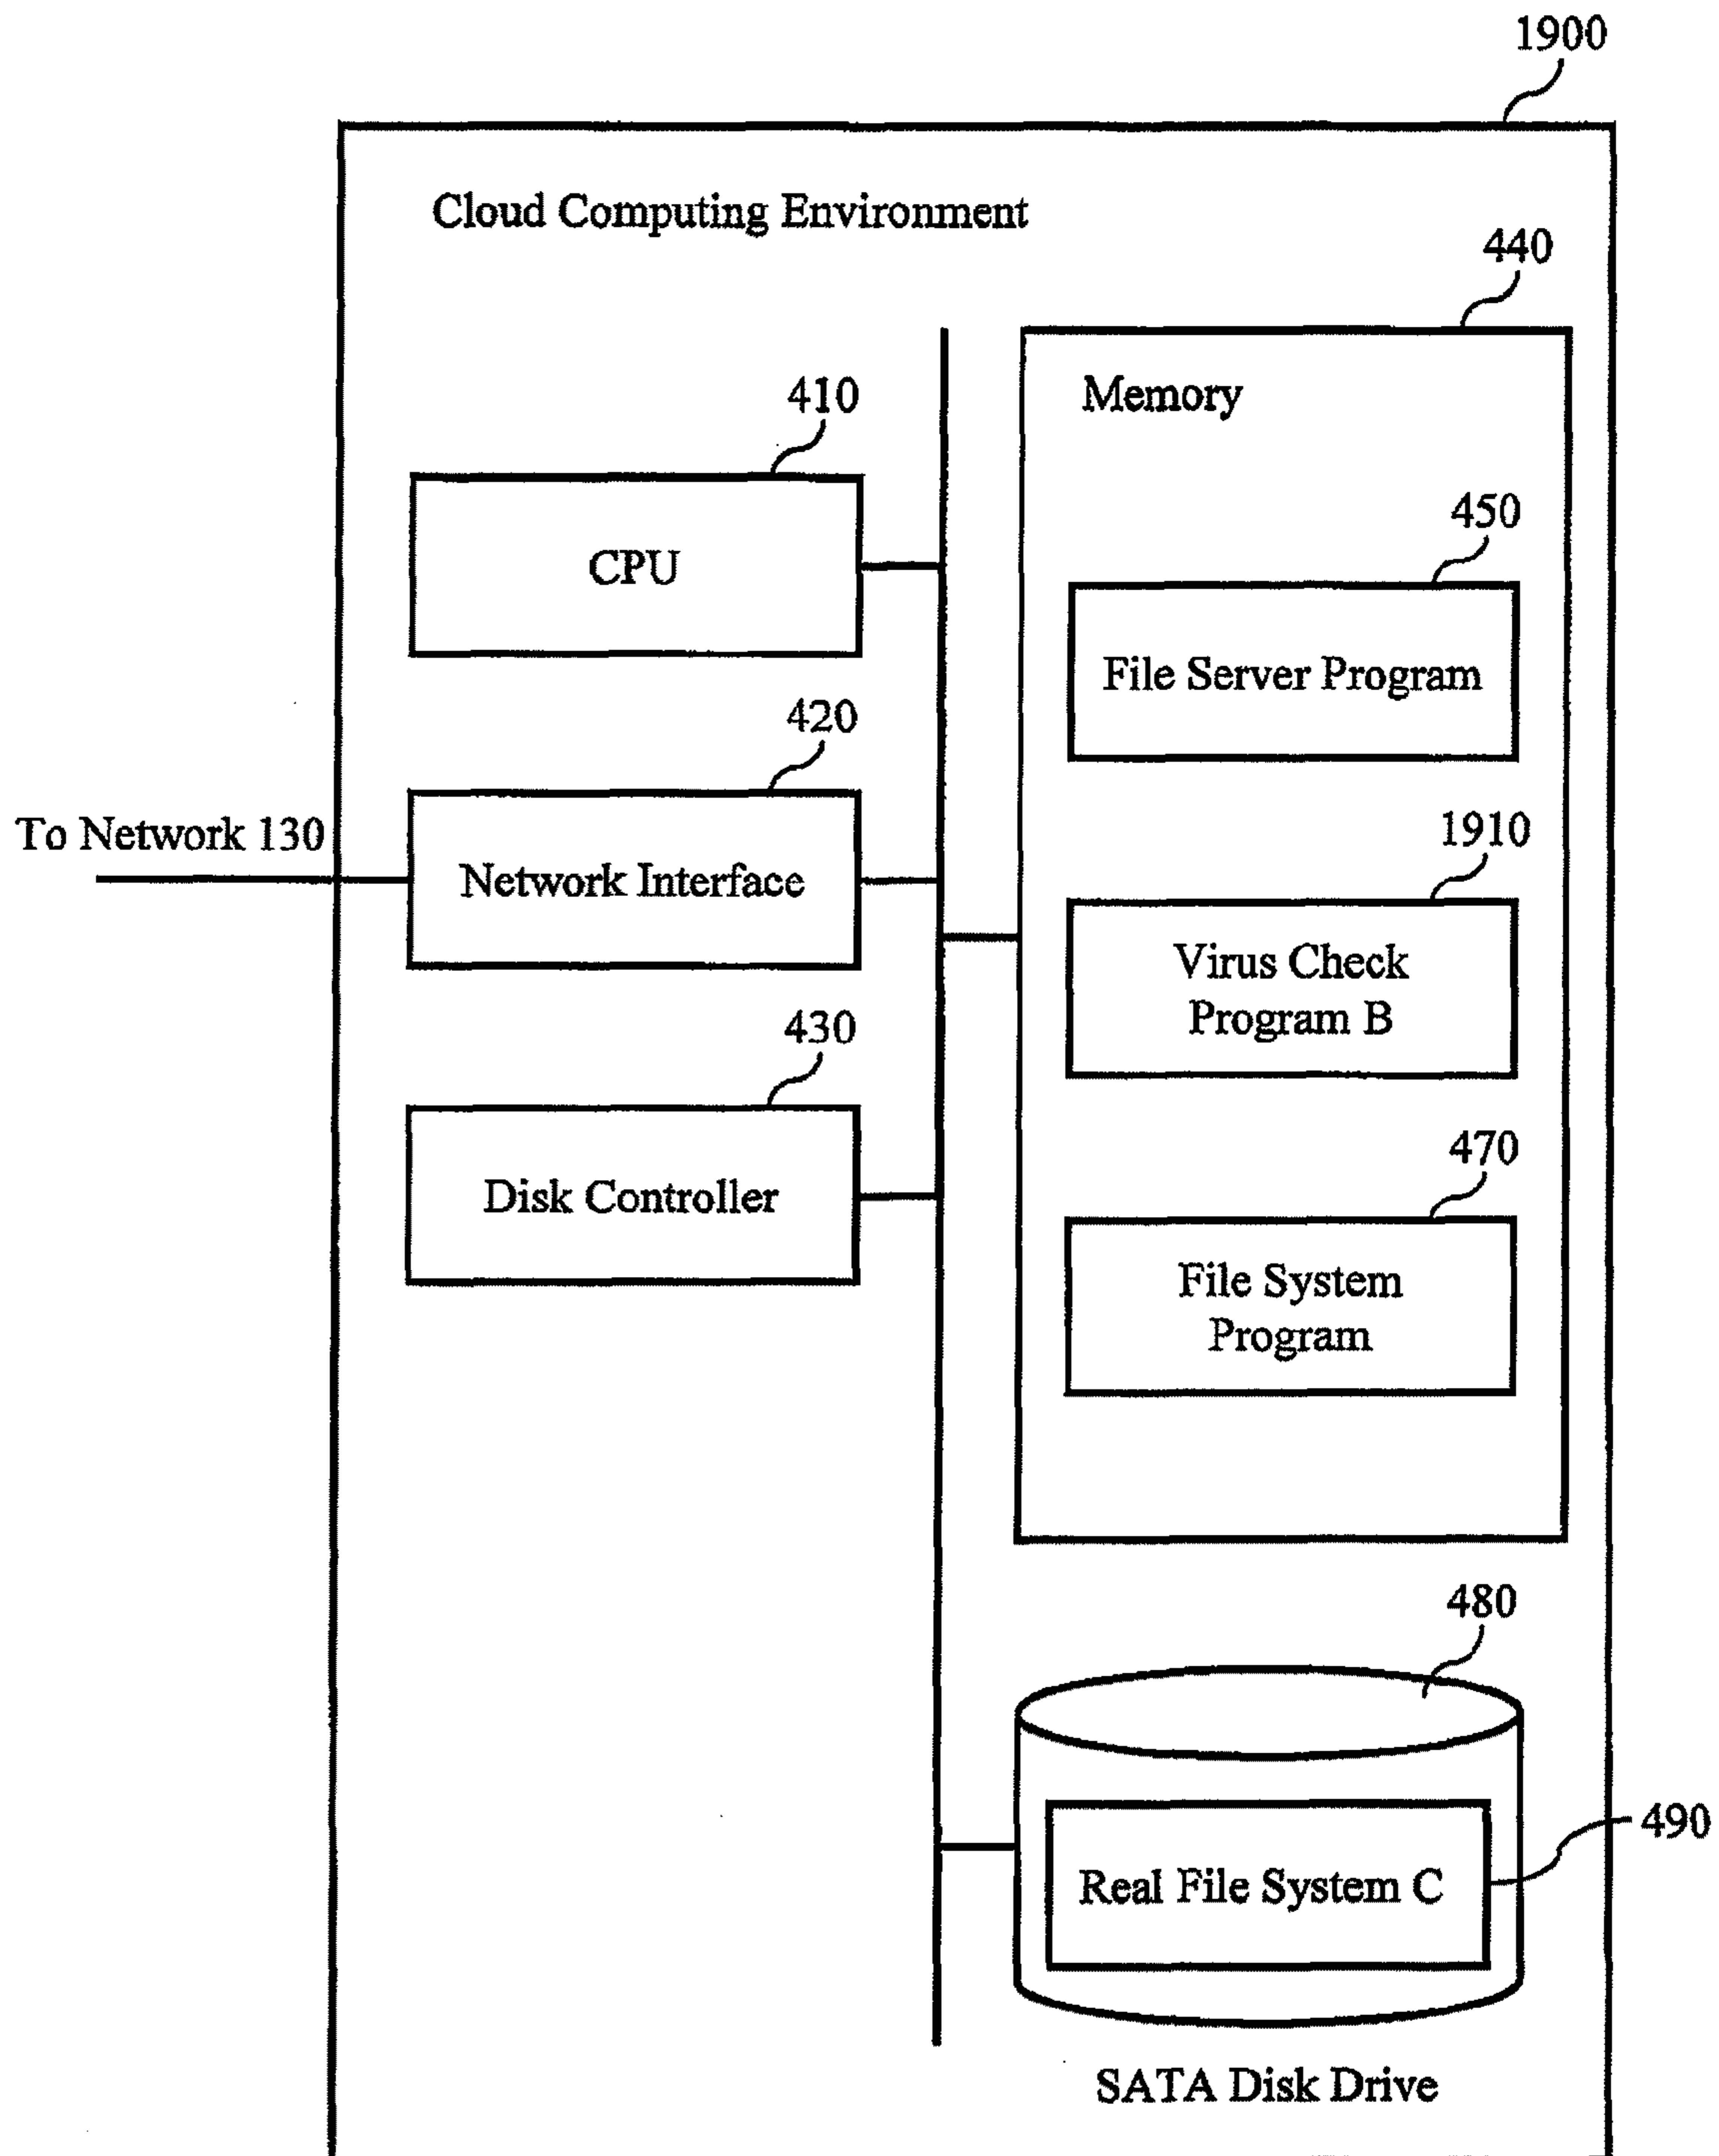 1900
Cloud Computing Environment
440
Memory
410
CPU
450
File Server Program
420
To Network 130
Network Interface
1910
Virus Check
Program B
430
Disk Controller
470
File System
Program
480
490
Real File System C
SATA Disk Drive